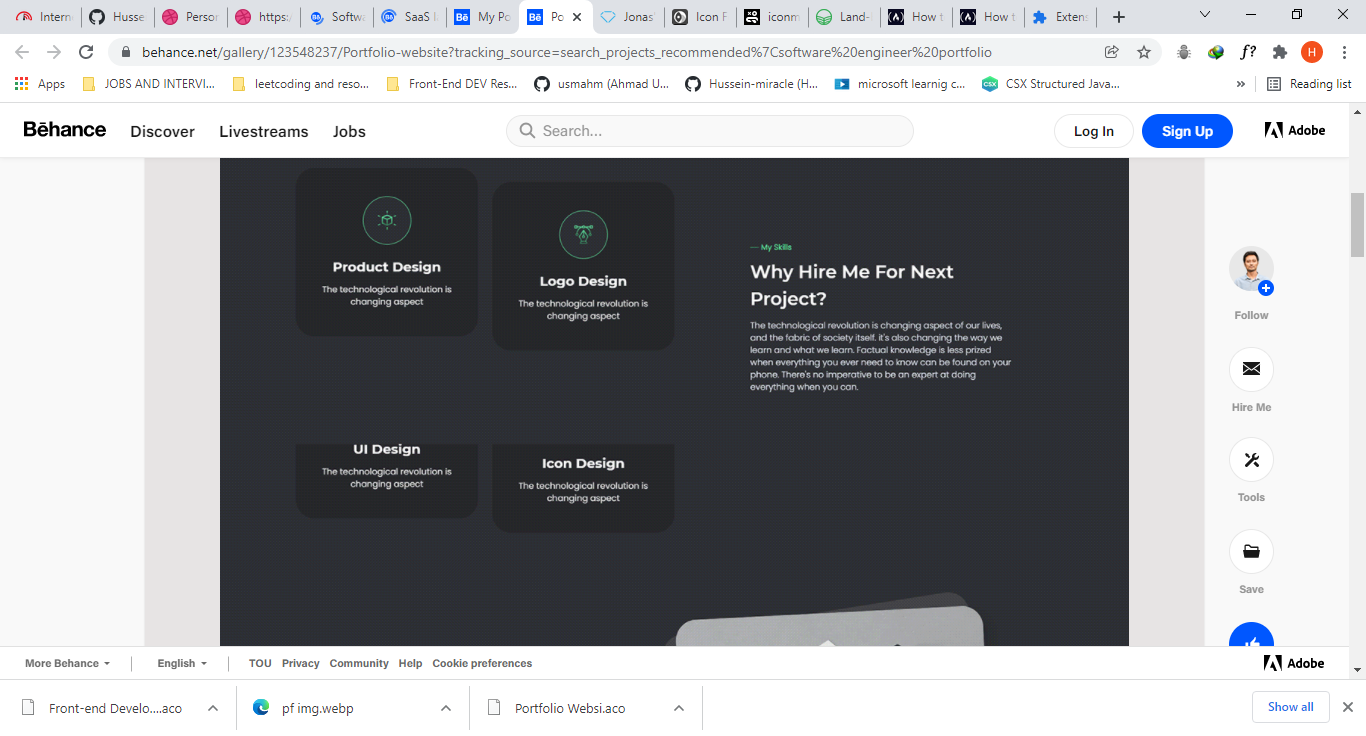 Intern
Husse
Person
https:/
Softwa
SaaS l
My Po
Po
Jonas
Icon F
iconm
Land-
How t
How t
Exten
behance.net/gallery/123548237/Portfolio-website?tracking_source=search_projects_recommended%7Csoftware%20engineer%20portfolio
f?
H
Apps
JOBS AND INTERVI...
leetcoding and reso...
Front-End DEV Res...
usmahm (Ahmad U...
Hussein-miracle (H...
microsoft learnig c...
CSX Structured Java...
»
Reading list
Bēhance
Discover
Livestreams
Jobs
Search...
Log In
Sign Up
Adobe
Product Design
The technological revolution is
changing aspect
Logo Design
The technological revolution is
changing aspect
UI Design
The technological revolution is
changing aspect
Icon Design
The technological revolution is
changing aspect
— My Skills
Why Hire Me For Next
Project?
The technological revolution is changing aspect of our lives,
and the fabric of society itself. it's also changing the way we
learn and what we learn. Factual knowledge is less prized
when everything you ever need to know can be found on your
phone. There's no imperative to be an expert at doing
everything when you can.
Follow
Hire Me
Tools
Save
More Behance
English
TOU
Privacy
Community
Help
Cookie preferences
Adobe
Front-end Develo....aco
pf img.webp
Portfolio Websi.aco
Show all